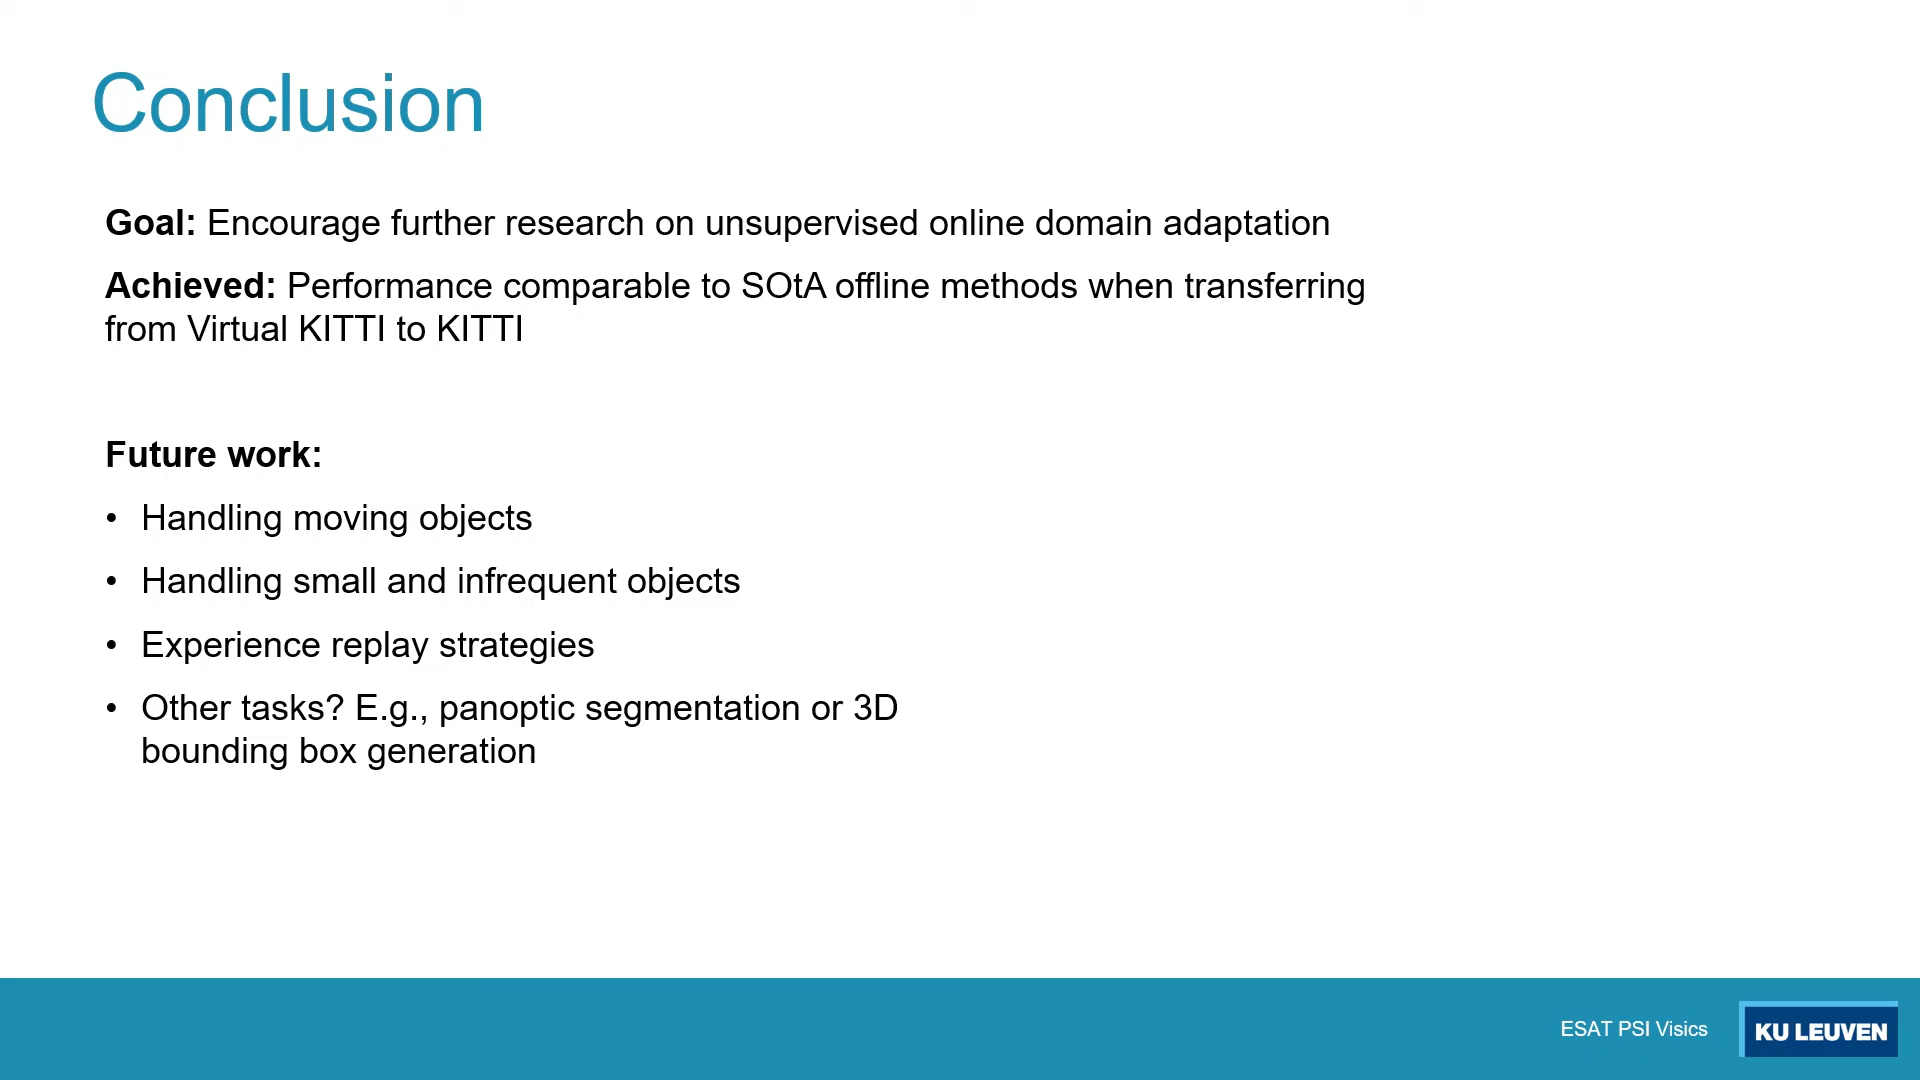 Conclusion
Goal: Encourage further research on unsupervised online domain adaptation
Achieved: Performance comparable to SOtA offline methods when transferring
from Virtual KITTI to KITTI
Future work:
• Handling moving objects
• Handling small and infrequent objects
• Experience replay strategies
• Other tasks? E.g., panoptic segmentation or 3D
bounding box generation
ESAT PSI Visics
KU LEUVEN